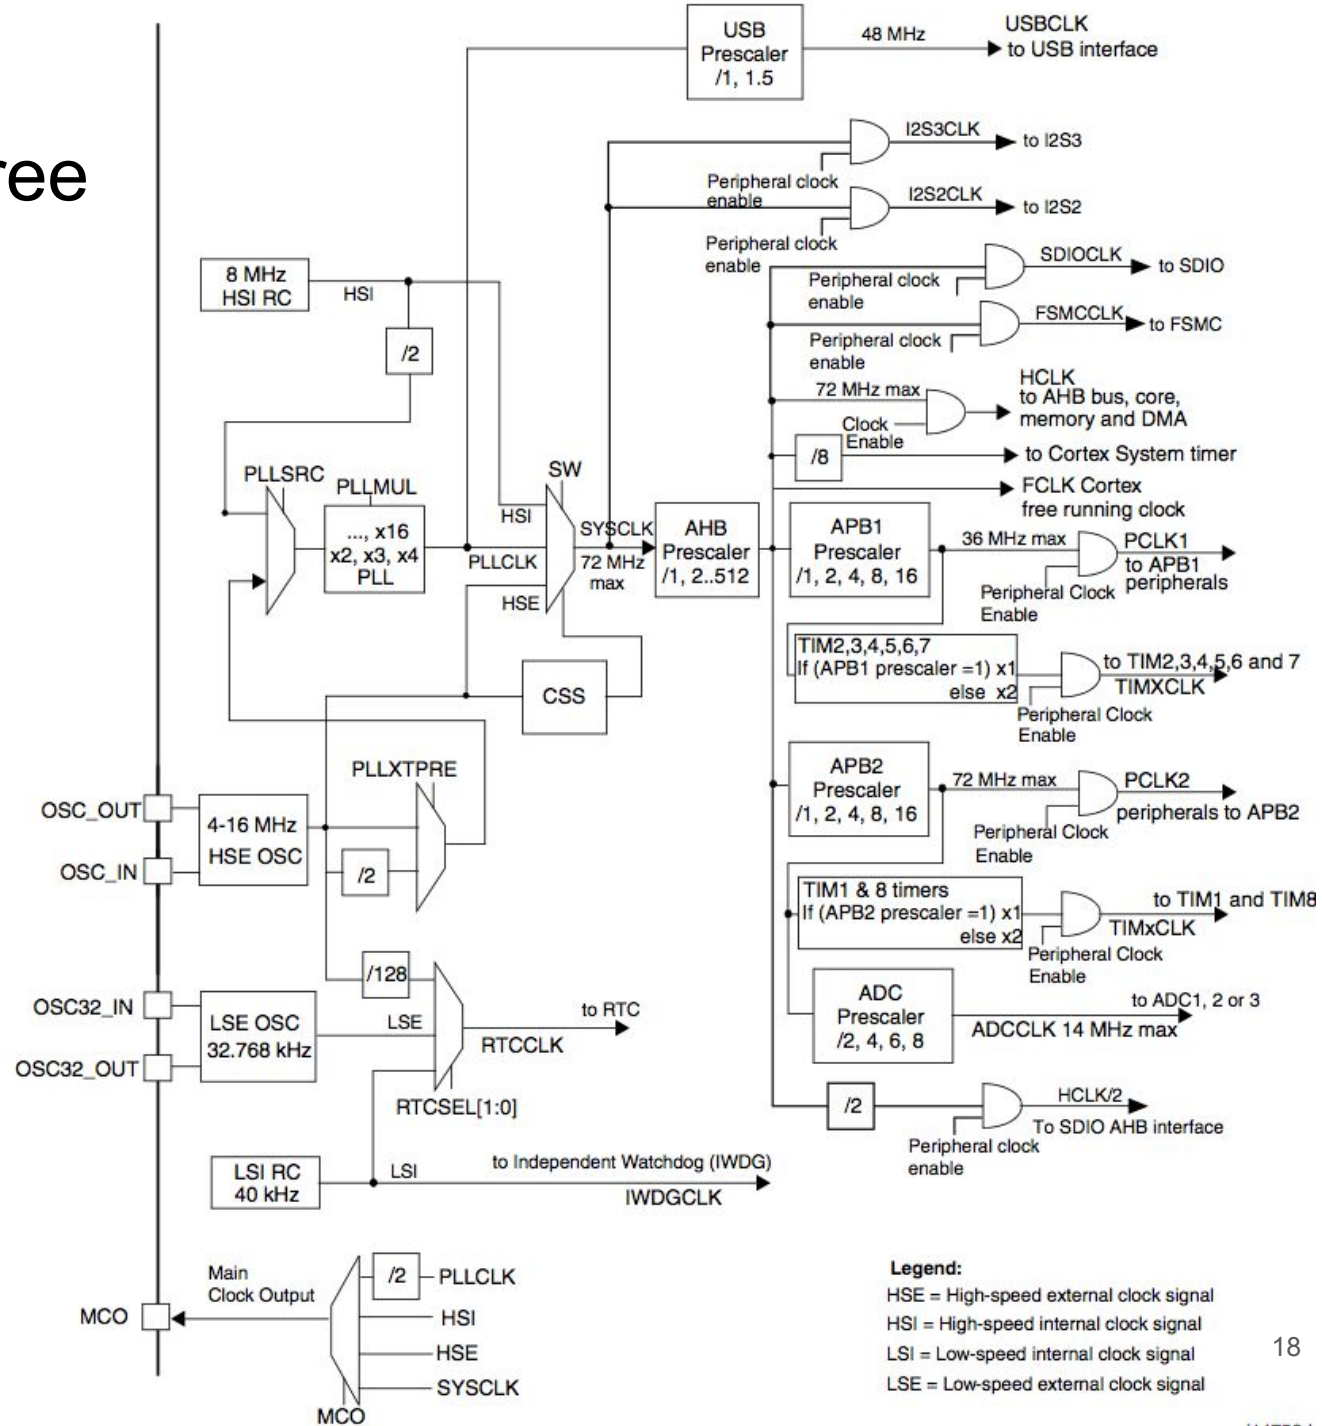 ree
USB
Prescaler
/1, 1.5
48 MHz
USBCLK
to USB interface
I2S3CLK
to I2S3
Peripheral clock
enable
I2S2CLK
to I2S2
Peripheral clock
enable
SDIOCLK
to SDIO
Peripheral clock
enable
FSMCCLK
to FSMC
Peripheral clock
enable
8 MHz
HSI RC
HSI
/2
72 MHz max
HCLK
to AHB bus, core,
memory and DMA
Clock
Enable
/8
to Cortex System timer
FCLK Cortex
free running clock
PLLSRC
PLLMUL
..., x16
x2, x3, x4
PLL
SW
HSI
PLLCLK
HSE
SYSCLK
72 MHz
max
AHB
Prescaler
/1, 2..512
APB1
Prescaler
/1, 2, 4, 8, 16
36 MHz max
PCLK1
to APB1
peripherals
Peripheral Clock
Enable
TIM2,3,4,5,6,7
If (APB1 prescaler =1) x1
else x2
to TIM2,3,4,5,6 and 7
TIMXCLK
Peripheral Clock
Enable
CSS
PLLXTPRE
OSC_OUT
OSC_IN
4-16 MHz
HSE OSC
/2
APB2
Prescaler
/1, 2, 4, 8, 16
72 MHz max
PCLK2
peripherals to APB2
Peripheral Clock
Enable
TIM1 & 8 timers
If (APB2 prescaler =1) x1
else x2
to TIM1 and TIM8
TIMxCLK
Peripheral Clock
Enable
/128
OSC32_IN
OSC32_OUT
LSE OSC
32.768 kHz
LSE
to RTC
RTCCLK
RTCSEL[1:0]
ADC
Prescaler
/2, 4, 6, 8
to ADC1, 2 or 3
ADCCLK 14 MHz max
/2
HCLK/2
To SDIO AHB interface
Peripheral clock
enable
LSI RC
40 kHz
LSI
to Independent Watchdog (IWDG)
IWDGCLK
Main
Clock Output
MCO
/2
PLLCLK
HSI
HSE
SYSCLK
MCO
Legend:
HSE = High-speed external clock signal
HSI = High-speed internal clock signal
LSI = Low-speed internal clock signal
LSE = Low-speed external clock signal
18